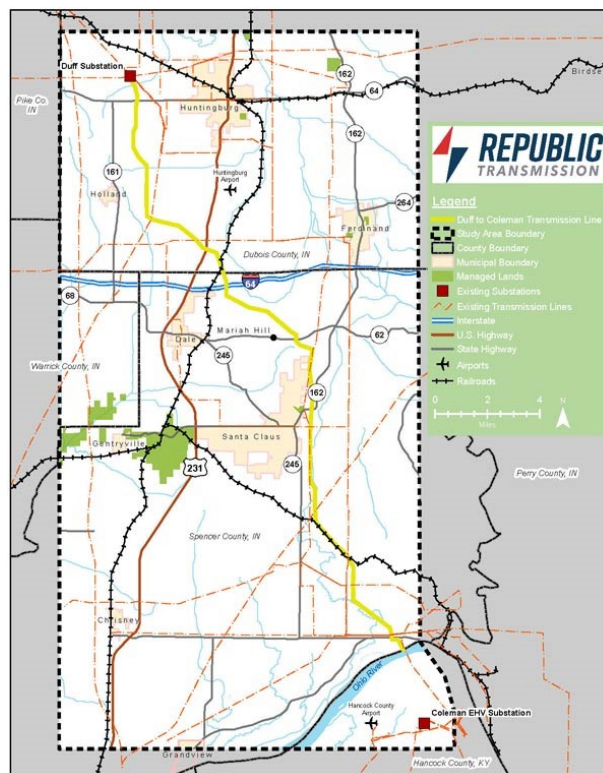 Duff Substation
Pike Co.
IN
Huntingburg
162
64
Birdse
162
161
Huntingburg
Airport
Holland
264
Ferdinand
Dubois County, IN
64
68
Mariah Hill
62
Dale
245
Warrick County, IN
162
Gentryville
Santa Claus
245
231
Perry County, IN
Spencer County, IN
Chrisney
Ohio River
Hancock County
Airport
Coleman EHV Substation
Grandview
Hancock County, KY
REPUBLIC
TRANSMISSION
Legend
Duff to Coleman Transmission Line
Study Area Boundary
County Boundary
Municipal Boundary
Managed Lands
Existing Substations
Existing Transmission Lines
Interstate
U.S. Highway
State Highway
Airports
Railroads
0 2 4
Miles
N